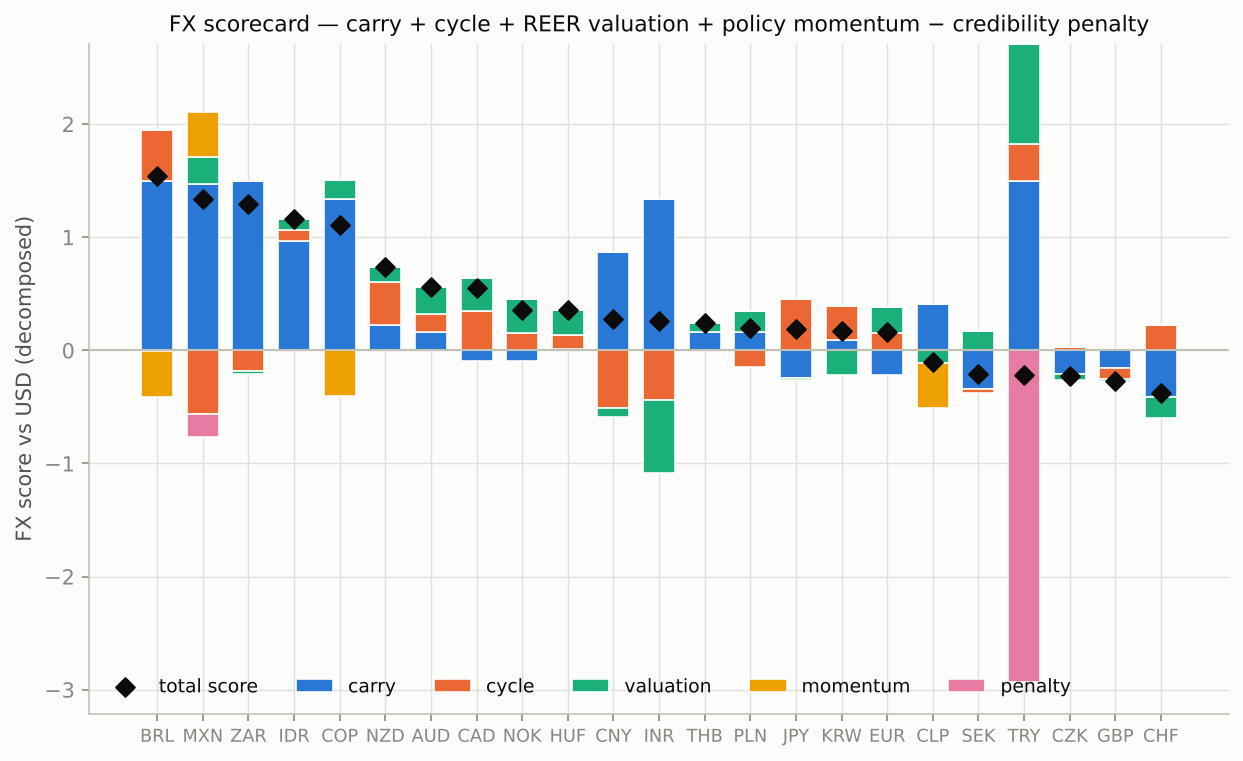 FX scorecard — carry + cycle + REER valuation + policy momentum − credibility penalty
FX score vs USD (decomposed)
2
1
0
−1
−2
−3
total score carry cycle valuation momentum penalty
BRL MXN ZAR IDR COP NZD AUD CAD NOK HUF CNY INR THB PLN JPY KRW EUR CLP SEK TRY CZK GBP CHF